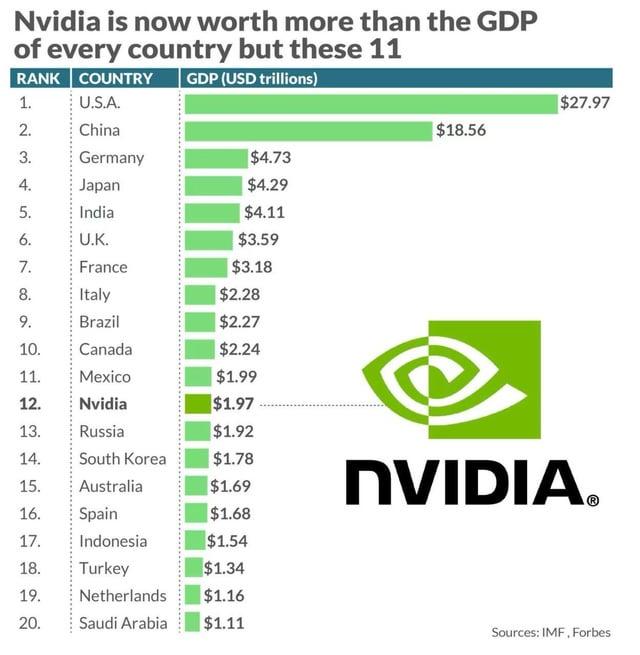 Nvidia is now worth more than the GDP
of every country but these 11
RANK COUNTRY GDP (USD trillions)
1. U.S.A. $27.97
2. China $18.56
3. Germany $4.73
4. Japan $4.29
5. India $4.11
6. U.K. $3.59
7. France $3.18
8. Italy $2.28
9. Brazil $2.27
10. Canada $2.24
11. Mexico $1.99
12. Nvidia $1.97
13. Russia $1.92
14. South Korea $1.78
15. Australia $1.69
16. Spain $1.68
17. Indonesia $1.54
18. Turkey $1.34
19. Netherlands $1.16
20. Saudi Arabia $1.11
NVIDIA.®
Sources: IMF , Forbes